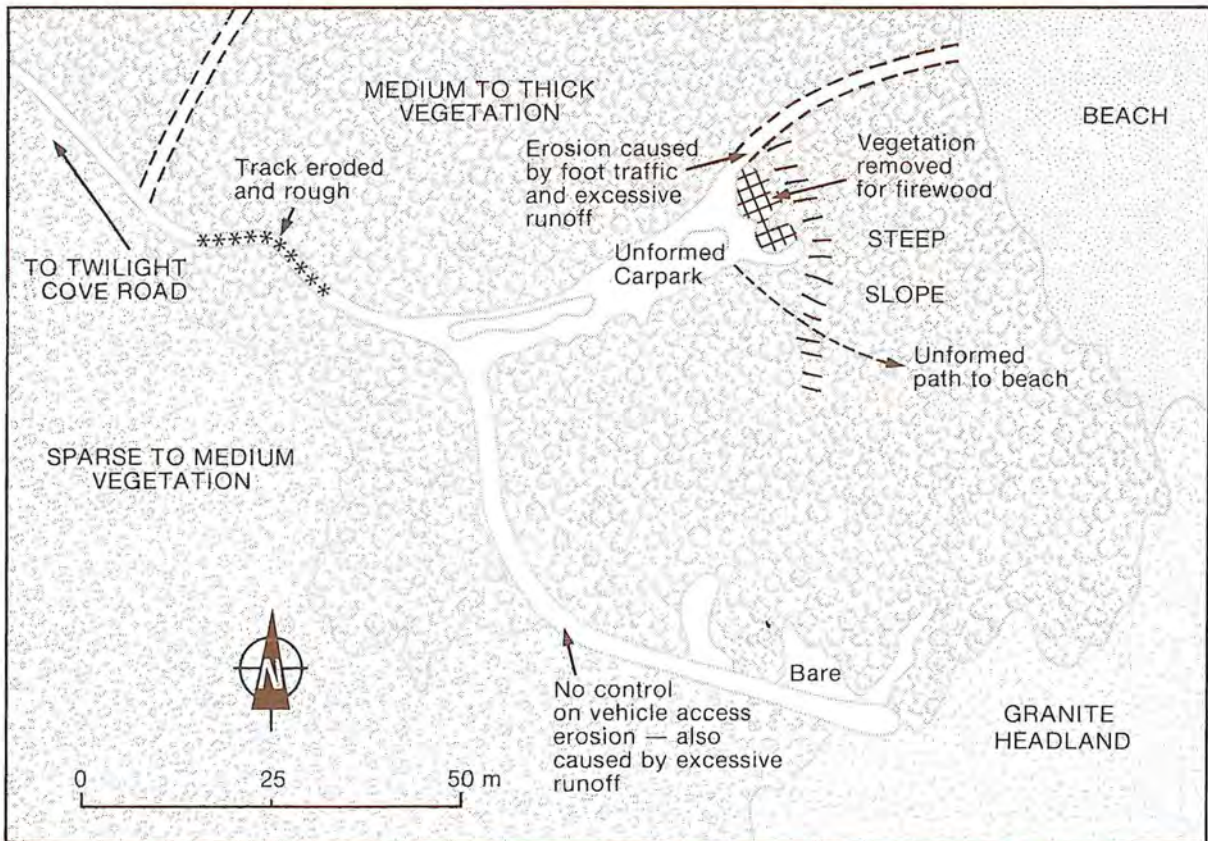 MEDIUM TO THICK
VEGETATION
BEACH
Erosion caused
by foot traffic
and excessive
runoff
Vegetation
removed
for firewood
Track eroded
and rough
TO TWILIGHT
COVE ROAD
Unformed
Carpark
STEEP
SLOPE
Unformed
path to beach
SPARSE TO MEDIUM
VEGETATION
N
Bare
No control
on vehicle access
erosion — also
caused by excessive
runoff
GRANITE
HEADLAND
0 25 50 m